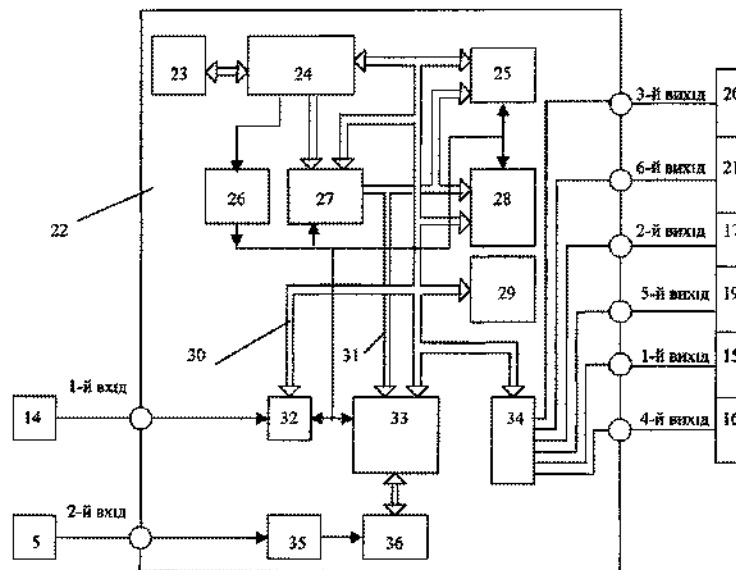 23
24
25
3-й вихід
20
26
27
28
6-й вихід
21
22
2-й вихід
17
29
5-й вихід
19
30
31
1-й вихід
15
1-й вхід
14
32
33
34
4-й вихід
16
2-й вхід
5
35
36